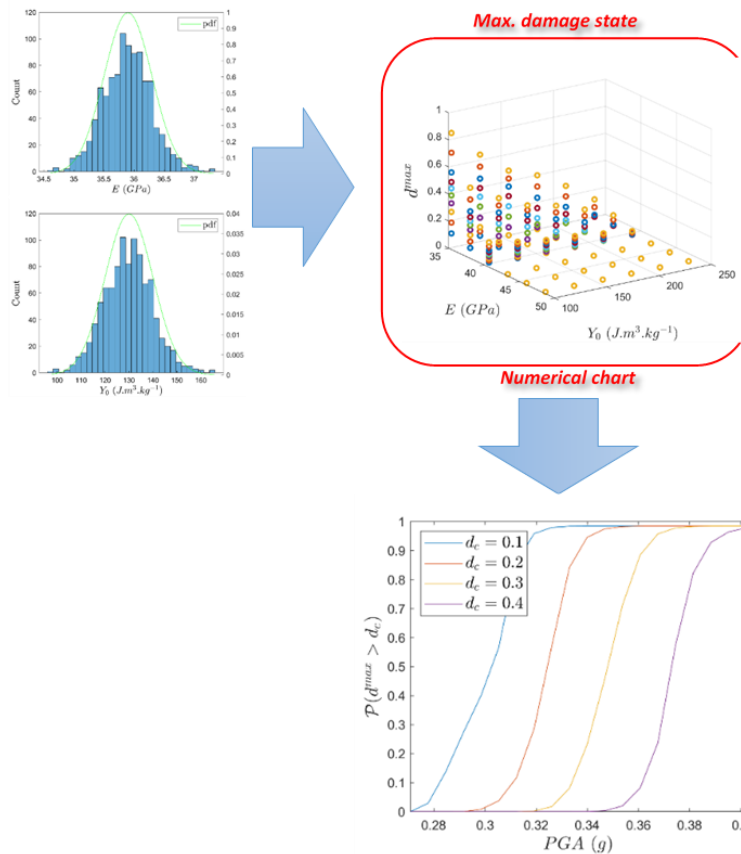 pdf
Count
120
100
80
60
40
20
0
1
0.9
0.8
0.7
0.6
0.5
0.4
0.3
0.2
0.1
0
34.5 35 35.5 36 36.5 37
E (GPa)
pdf
Count
120
100
80
60
40
20
0
0.04
0.035
0.03
0.025
0.02
0.015
0.01
0.005
0
100 110 120 130 140 150 160
Y₀ (J.m³.kg⁻¹)
Max. damage state
d^max
1
0.8
0.6
0.4
0.2
0
35
40
45
50
E (GPa)
100
150
200
250
Y₀ (J.m³.kg⁻¹)
Numerical chart
P(d^max > d_c)
1
0.9
0.8
0.7
0.6
0.5
0.4
0.3
0.2
0.1
0
d_c = 0.1
d_c = 0.2
d_c = 0.3
d_c = 0.4
0.28 0.3 0.32 0.34 0.36 0.38
PGA (g)